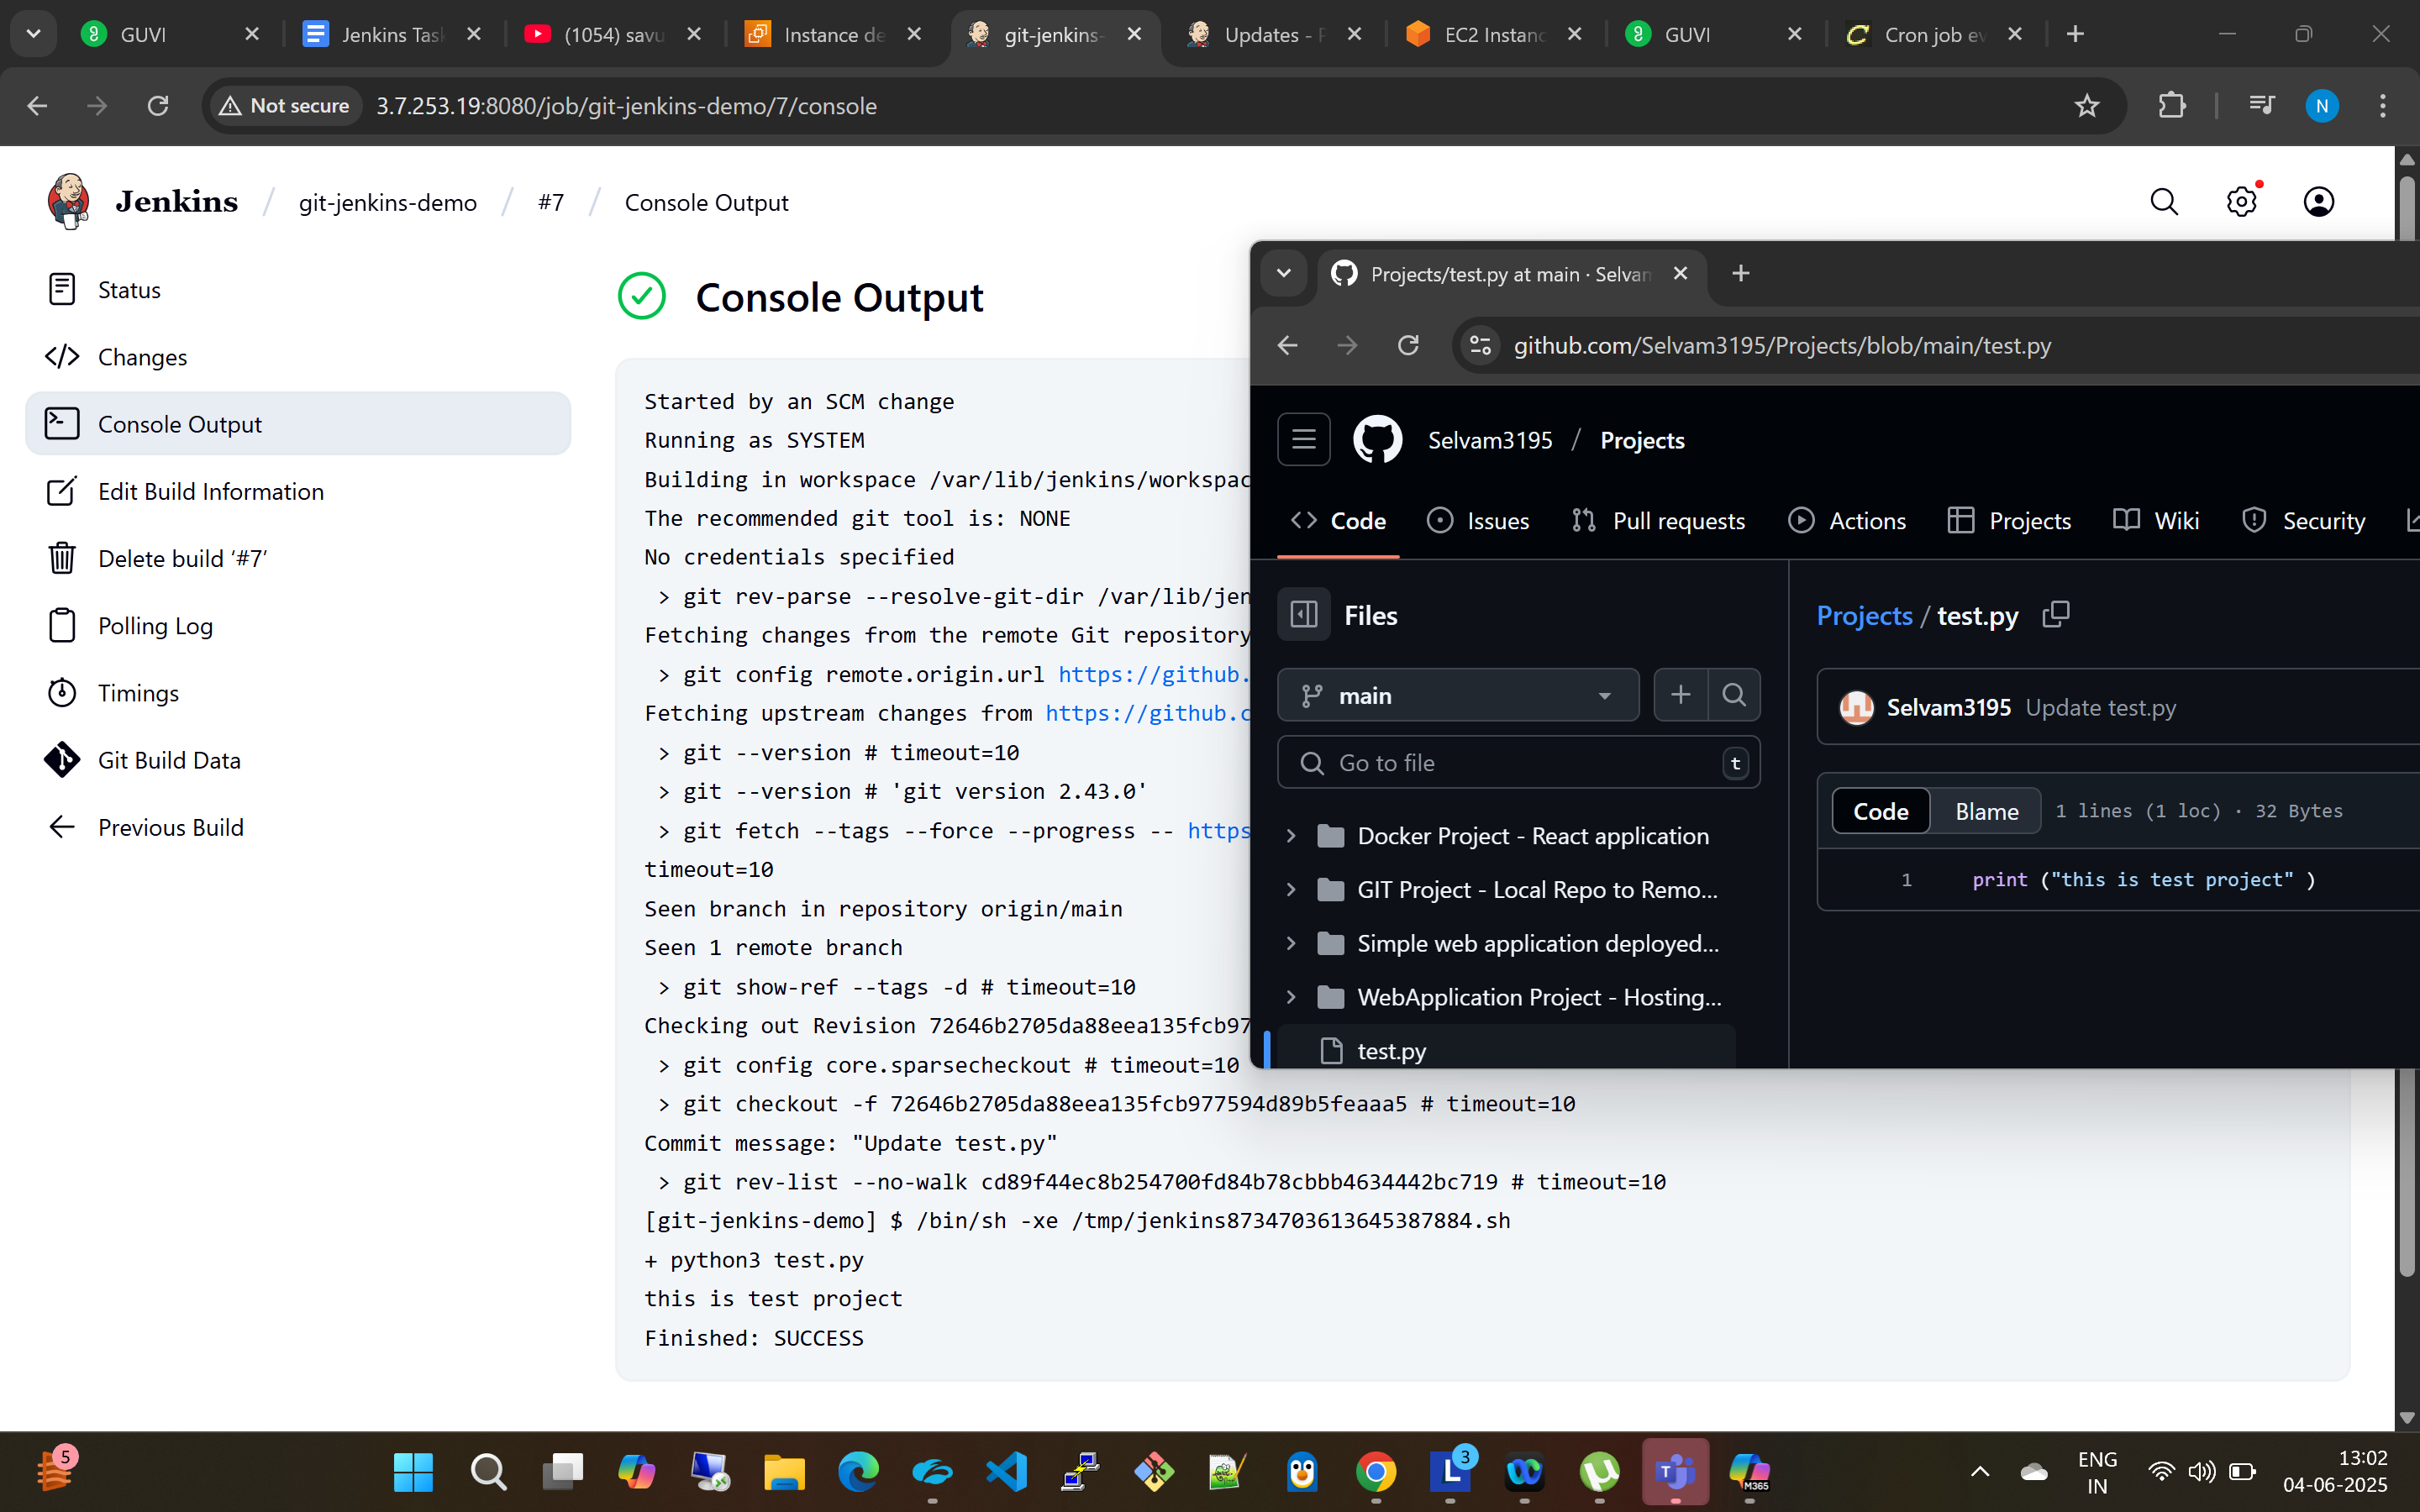 GUVI
Jenkins Task
(1054) savu
Instance de
git-jenkins-
Updates - P
EC2 Instanc
GUVI
Cron job ev
Not secure
3.7.253.19:8080/job/git-jenkins-demo/7/console
N
Jenkins / git-jenkins-demo / #7 / Console Output
Status
Changes
Console Output
Edit Build Information
Delete build ‘#7’
Polling Log
Timings
Git Build Data
Previous Build
Console Output
Started by an SCM change
Running as SYSTEM
Building in workspace /var/lib/jenkins/workspac
The recommended git tool is: NONE
No credentials specified
> git rev-parse --resolve-git-dir /var/lib/jen
Fetching changes from the remote Git repository
> git config remote.origin.url https://github.
Fetching upstream changes from https://github.c
> git --version # timeout=10
> git --version # 'git version 2.43.0'
> git fetch --tags --force --progress -- https
timeout=10
Seen branch in repository origin/main
Seen 1 remote branch
> git show-ref --tags -d # timeout=10
Checking out Revision 72646b2705da88eea135fcb97
> git config core.sparsecheckout # timeout=10
> git checkout -f 72646b2705da88eea135fcb977594d89b5feaaa5 # timeout=10
Commit message: "Update test.py"
> git rev-list --no-walk cd89f44ec8b254700fd84b78cbbb4634442bc719 # timeout=10
[git-jenkins-demo] $ /bin/sh -xe /tmp/jenkins8734703613645387884.sh
+ python3 test.py
this is test project
Finished: SUCCESS
Projects/test.py at main · Selvam
github.com/Selvam3195/Projects/blob/main/test.py
Selvam3195 / Projects
Code
Issues
Pull requests
Actions
Projects
Wiki
Security
Files
main
Go to file
t
Docker Project - React application
GIT Project - Local Repo to Remo...
Simple web application deployed...
WebApplication Project - Hosting...
test.py
Projects / test.py
Selvam3195 Update test.py
Code
Blame
1 lines (1 loc) · 32 Bytes
1 print ("this is test project" )
5
L
3
T
M365
ENG
IN
13:02
04-06-2025